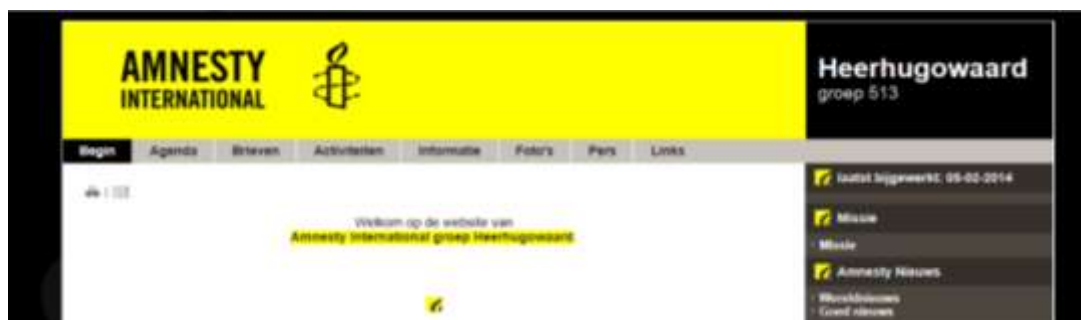 AMNESTY
INTERNATIONAL
Heerhugowaard
groep 513
Begin Agenda Brieven Activiteiten Informatie Foto's Pers Links
laatst bijgewerkt: 05-02-2014
Welkom op de website van
Amnesty International groep Heerhugowaard
Missie
Missie
Amnesty Nieuws
Wereldnieuws
Goed nieuws